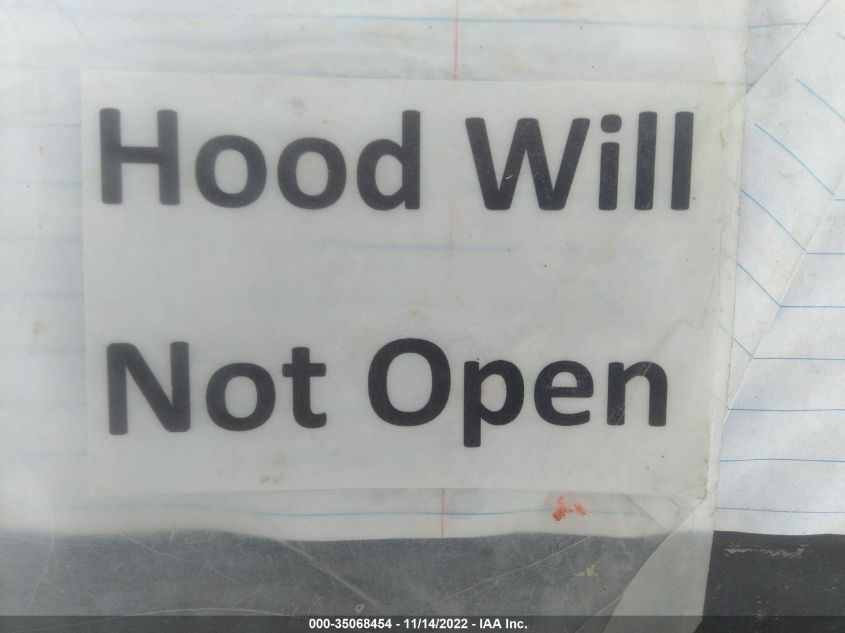 Hood Will
Not Open
000-35068454 - 11/14/2022 - IAA Inc.